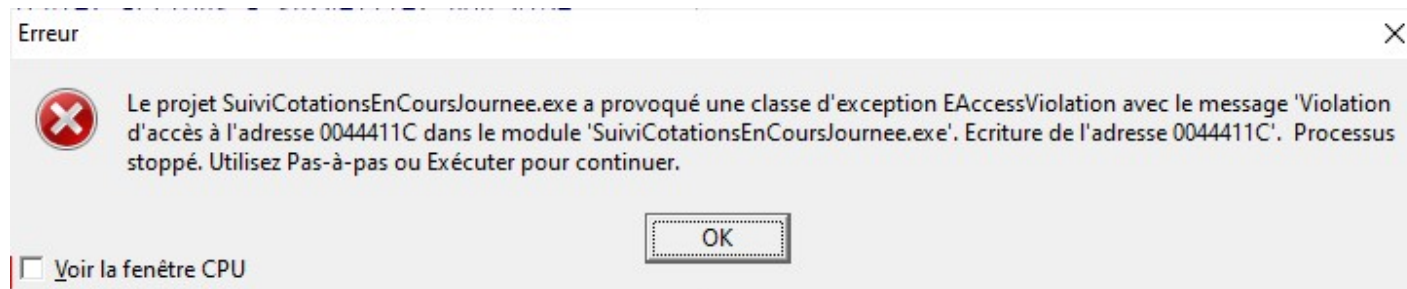 Erreur
Le projet SuiviCotationsEnCoursJournee.exe a provoqué une classe d'exception EAccessViolation avec le message 'Violation
d'accès à l'adresse 0044411C dans le module 'SuiviCotationsEnCoursJournee.exe'. Ecriture de l'adresse 0044411C'. Processus
stoppé. Utilisez Pas-à-pas ou Exécuter pour continuer.
OK
Voir la fenêtre CPU